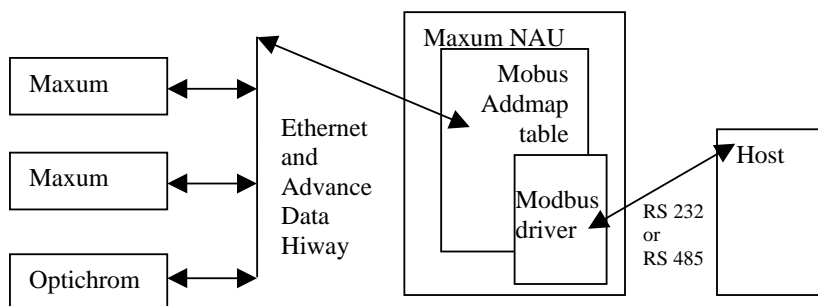 Maxum
Maxum
Optichrom
Ethernet
and
Advance
Data
Hiway
Maxum NAU
Mobus
Addmap
table
Modbus
driver
RS 232
or
RS 485
Host